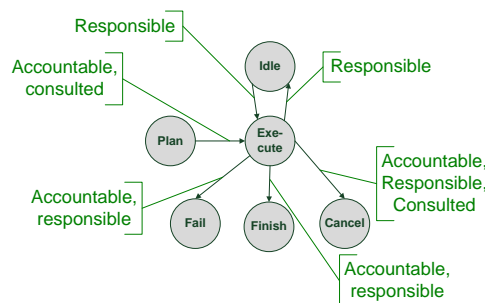 Responsible
Idle
Responsible
Accountable,
consulted
Plan
Exe-
cute
Accountable,
responsible
Accountable,
Responsible,
Consulted
Fail
Finish
Cancel
Accountable,
responsible